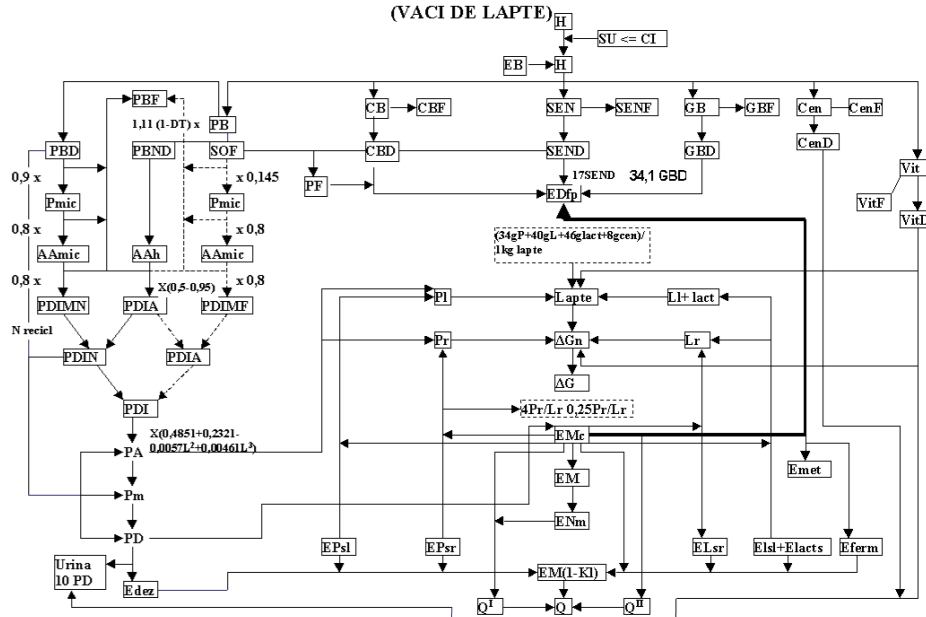 (VACI DE LAPTE)
H
SU <= CI
EB
H
PBF
CB
CBF
SEN
SENF
GB
GBF
Cen
CenF
1,11 (1-DT) x
PB
CenD
PBD
PBND
SOF
CBD
SEND
GBD
Vit
0,9 x
x 0,145
PF
17SEND
34,1 GBD
Pmic
Pmic
EDfp
VitF
VitD
0,8 x
x 0,8
AAmic
AAh
AAmic
(34gP+40gL+46glact+8gcen)/
1kg lapte
0,8 x
x 0,8
X(0,5-0,95)
PDIMN
PDIA
PDIMF
Pl
Lapte
Ll+ lact
N recicl
PDIN
PDIA
Pr
ΔGn
Lr
ΔG
PDI
4Pr/Lr 0,25Pr/Lr
X(0,4851+0,2321-
0,0057L²+0,00461L³)
EMc
PA
Emet
EM
Pm
ENm
PD
EPsl
EPsr
ELsr
Elsl+Elacts
Eferm
Urina
10 PD
Edez
EM(1-Kl)
Q^I
Q
Q^II